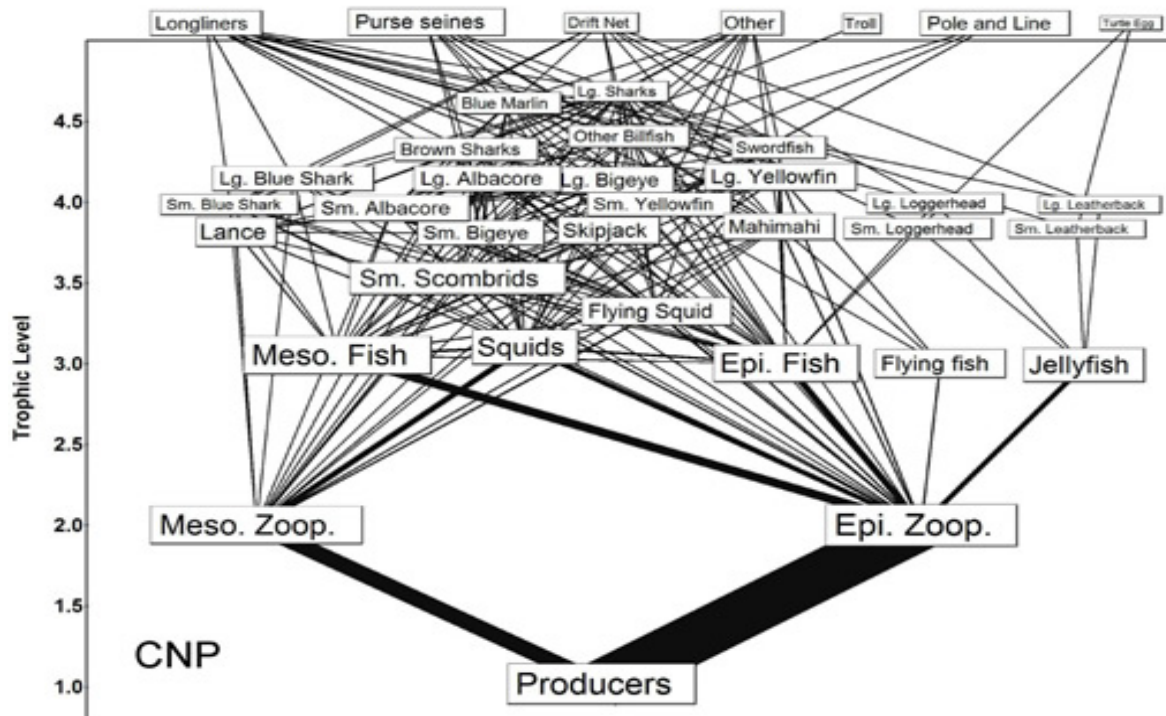 Longliners
Purse seines
Drift Net
Other
Troll
Pole and Line
Turtle Egg
Lg. Sharks
Blue Marlin
4.5
Other Billfish
Brown Sharks
Swordfish
Lg. Blue Shark
Lg. Albacore
Lg. Bigeye
Lg. Yellowfin
4.0
Sm. Blue Shark
Sm. Albacore
Sm. Yellowfin
Lg. Loggerhead
Lg. Leatherback
Lance
Sm. Bigeye
Skipjack
Mahimahi
Sm. Loggerhead
Sm. Leatherback
3.5
Sm. Scombrids
Flying Squid
Trophic Level
3.0
Meso. Fish
Squids
Epi. Fish
Flying fish
Jellyfish
2.5
2.0
Meso. Zoop.
Epi. Zoop.
1.5
CNP
1.0
Producers